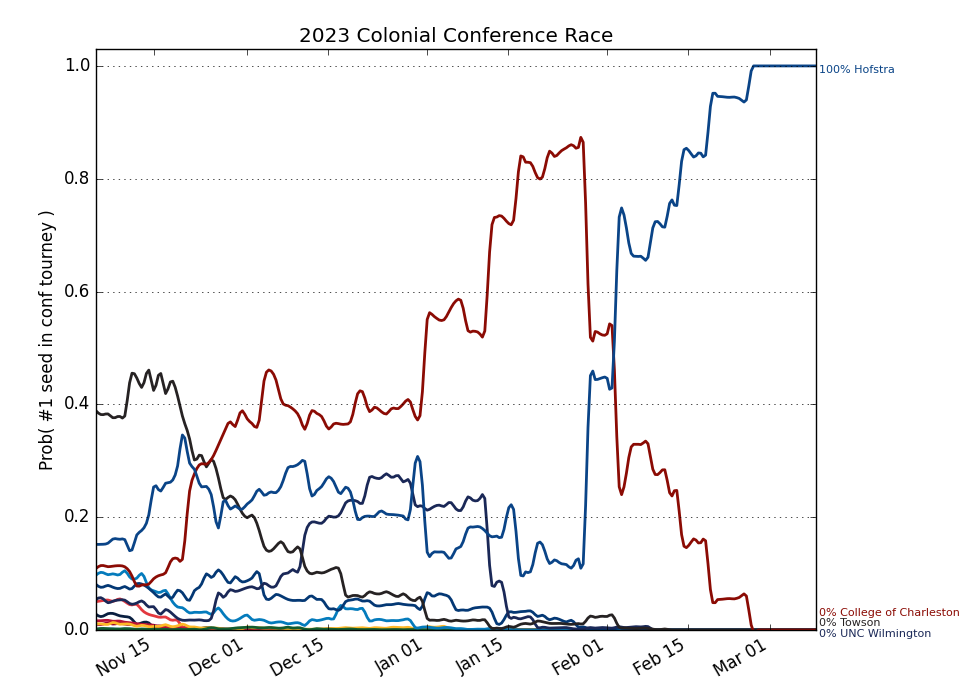 2023 Colonial Conference Race
Prob( #1 seed in conf tourney )
1.0
0.8
0.6
0.4
0.2
0.0
100% Hofstra
0% College of Charleston
0% Towson
0% UNC Wilmington
Nov 15
Dec 01
Dec 15
Jan 01
Jan 15
Feb 01
Feb 15
Mar 01